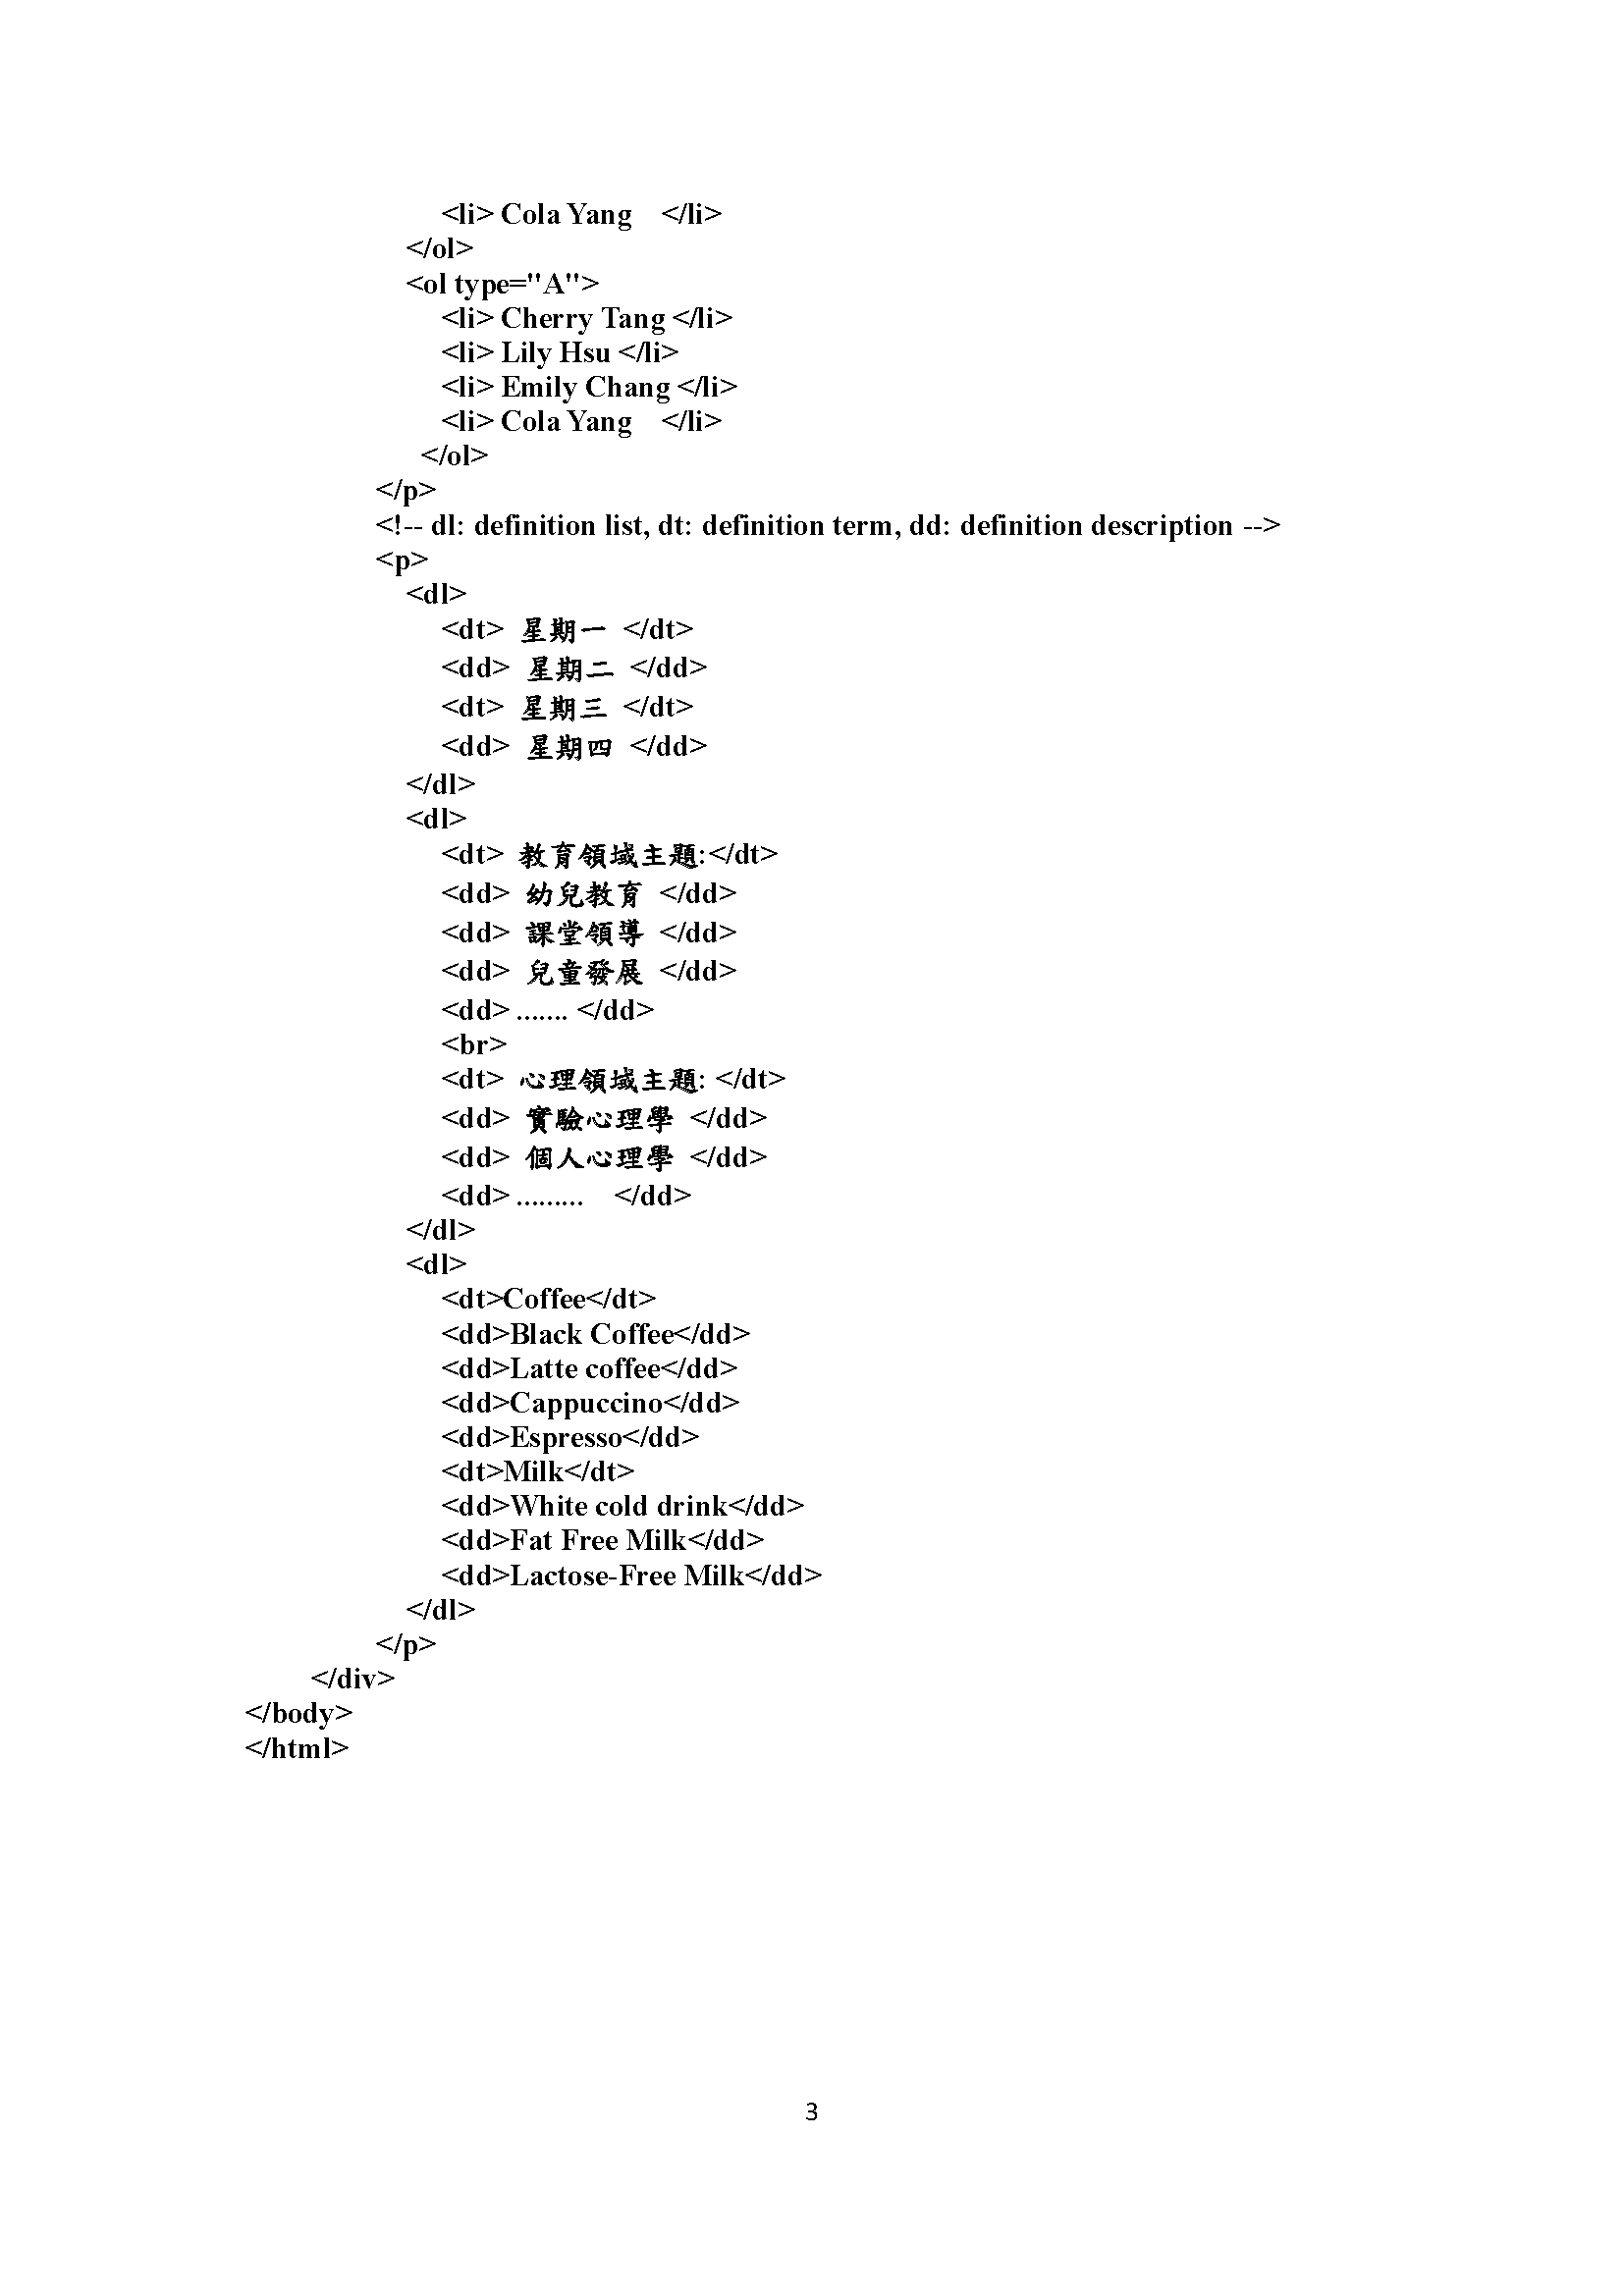 <li> Cola Yang    </li>
</ol>
<ol type="A">
<li> Cherry Tang </li>
<li> Lily Hsu </li>
<li> Emily Chang </li>
<li> Cola Yang    </li>
</ol>
</p>
<!-- dl: definition list, dt: definition term, dd: definition description -->
<p>
<dl>
<dt> 星期一 </dt>
<dd> 星期二 </dd>
<dt> 星期三 </dt>
<dd> 星期四 </dd>
</dl>
<dl>
<dt> 教育領域主題:</dt>
<dd> 幼兒教育 </dd>
<dd> 課堂領導 </dd>
<dd> 兒童發展 </dd>
<dd> ....... </dd>
<br>
<dt> 心理領域主題: </dt>
<dd> 實驗心理學 </dd>
<dd> 個人心理學 </dd>
<dd> .........    </dd>
</dl>
<dl>
<dt>Coffee</dt>
<dd>Black Coffee</dd>
<dd>Latte coffee</dd>
<dd>Cappuccino</dd>
<dd>Espresso</dd>
<dt>Milk</dt>
<dd>White cold drink</dd>
<dd>Fat Free Milk</dd>
<dd>Lactose-Free Milk</dd>
</dl>
</p>
</div>
</body>
</html>
3